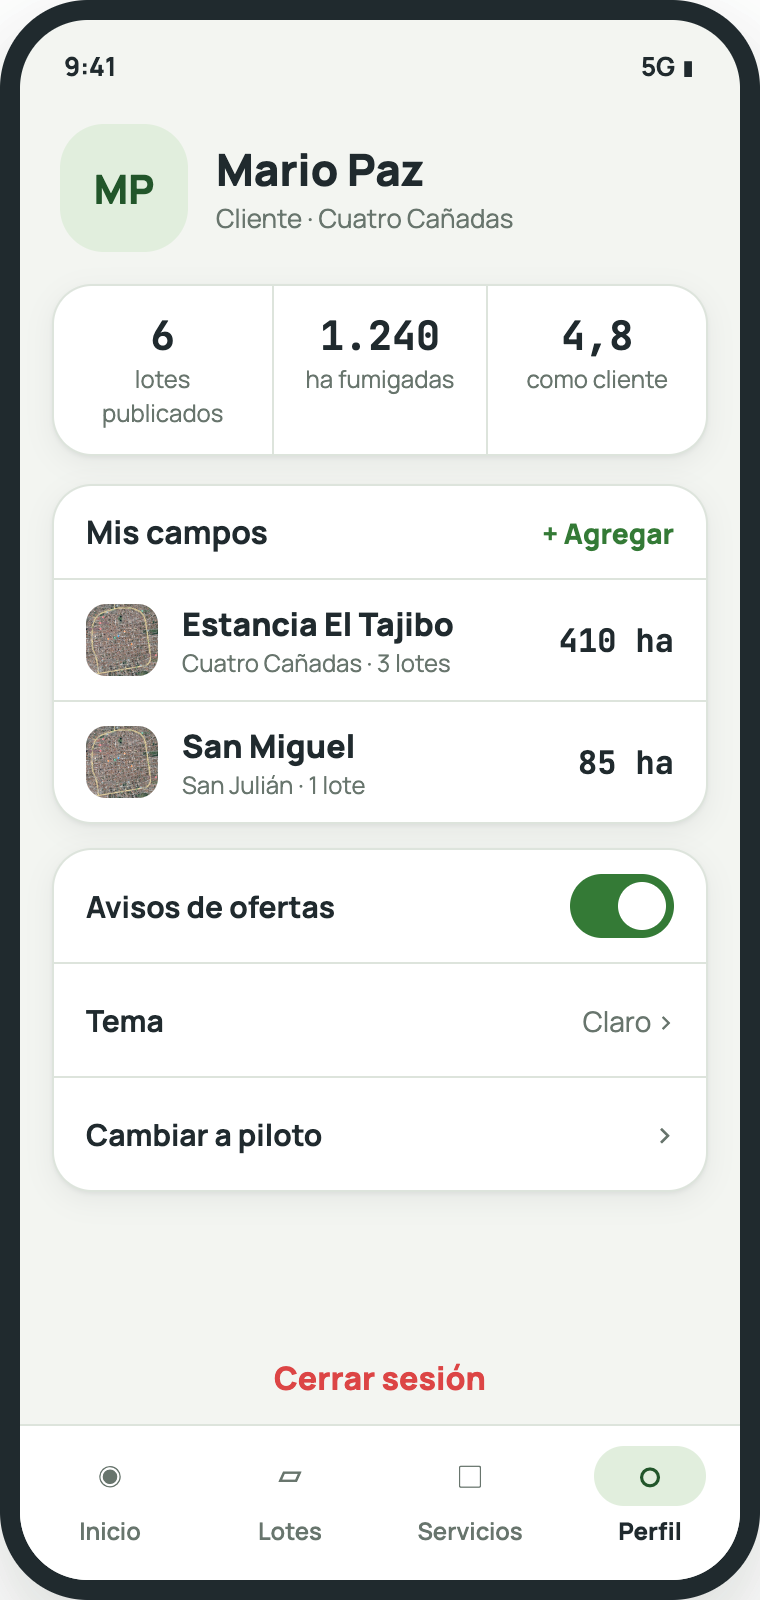 9:41
5G
MP
Mario Paz
Cliente · Cuatro Cañadas
6
lotes
publicados
1.240
ha fumigadas
4,8
como cliente
Mis campos
+ Agregar
Estancia El Tajibo
Cuatro Cañadas · 3 lotes
410 ha
San Miguel
San Julián · 1 lote
85 ha
Avisos de ofertas
Tema
Claro ›
Cambiar a piloto
›
Cerrar sesión
Inicio
Lotes
Servicios
Perfil